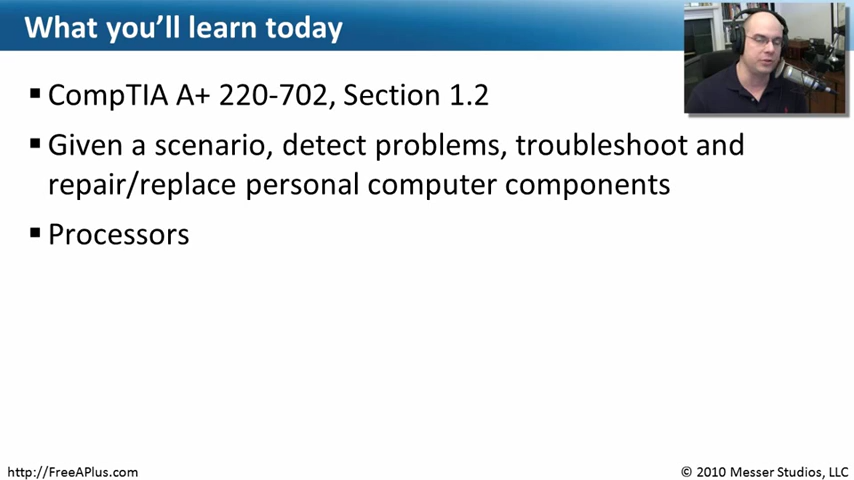 What you'll learn today
▪ CompTIA A+ 220-702, Section 1.2
▪ Given a scenario, detect problems, troubleshoot and
repair/replace personal computer components
▪ Processors
http://FreeAPlus.com
© 2010 Messer Studios, LLC